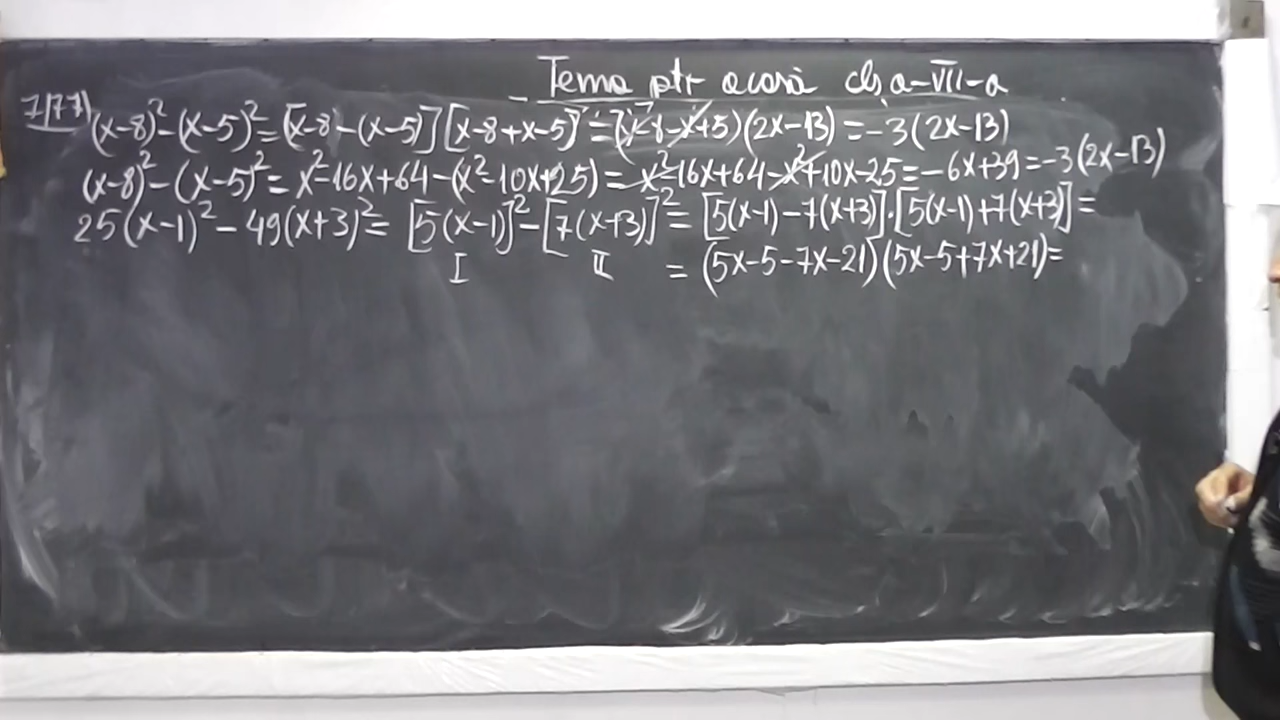 Tema ptr acasă cls a-VII-a
7/77) (x-8)²-(x-5)²=[x-8-(x-5)][x-8+x-5]=(x-8-x+5)(2x-13)=-3(2x-13)
(x-8)²-(x-5)²=x²-16x+64-(x²-10x+25)=x²-16x+64-x²+10x-25=-6x+39=-3(2x-13)
25(x-1)²-49(x+3)²=[5(x-1)]²-[7(x+3)]²=[5(x-1)-7(x+3)]·[5(x-1)+7(x+3)]=
I II =(5x-5-7x-21)(5x-5+7x+21)=